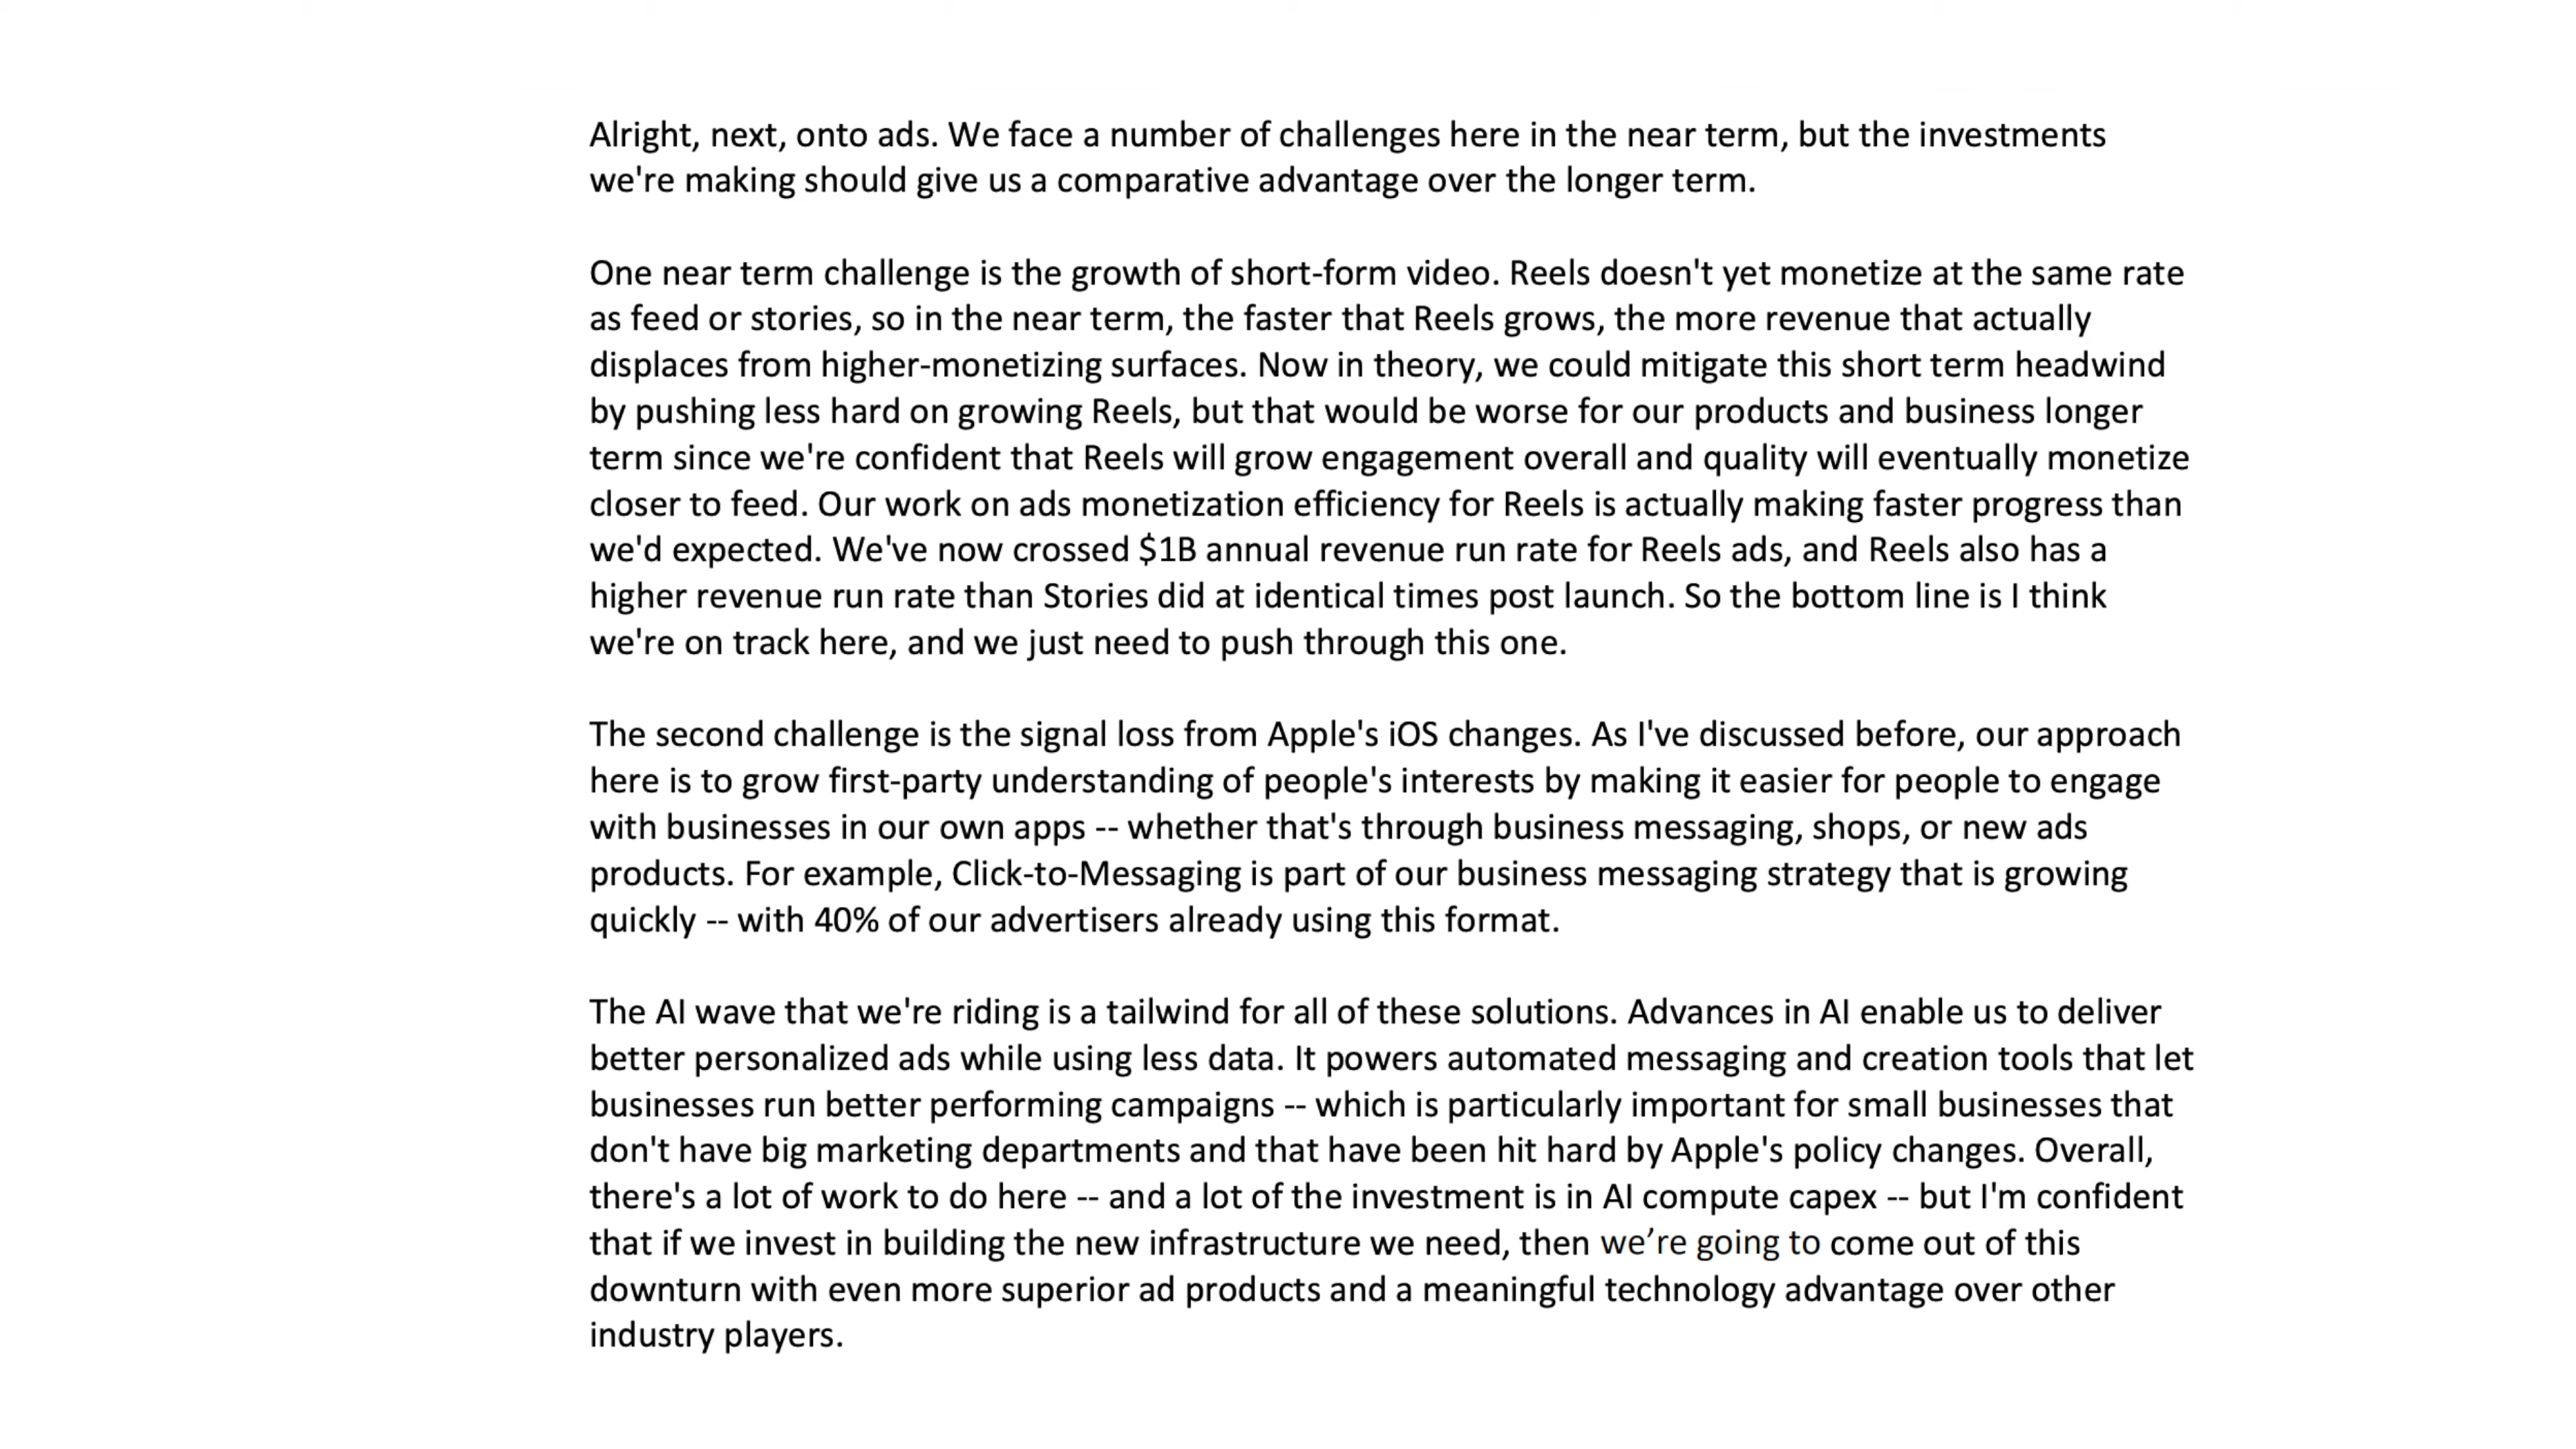 Alright, next, onto ads. We face a number of challenges here in the near term, but the investments
we're making should give us a comparative advantage over the longer term.
One near term challenge is the growth of short-form video. Reels doesn't yet monetize at the same rate
as feed or stories, so in the near term, the faster that Reels grows, the more revenue that actually
displaces from higher-monetizing surfaces. Now in theory, we could mitigate this short term headwind
by pushing less hard on growing Reels, but that would be worse for our products and business longer
term since we're confident that Reels will grow engagement overall and quality will eventually monetize
closer to feed. Our work on ads monetization efficiency for Reels is actually making faster progress than
we'd expected. We've now crossed $1B annual revenue run rate for Reels ads, and Reels also has a
higher revenue run rate than Stories did at identical times post launch. So the bottom line is I think
we're on track here, and we just need to push through this one.
The second challenge is the signal loss from Apple's iOS changes. As I've discussed before, our approach
here is to grow first-party understanding of people's interests by making it easier for people to engage
with businesses in our own apps -- whether that's through business messaging, shops, or new ads
products. For example, Click-to-Messaging is part of our business messaging strategy that is growing
quickly -- with 40% of our advertisers already using this format.
The AI wave that we're riding is a tailwind for all of these solutions. Advances in AI enable us to deliver
better personalized ads while using less data. It powers automated messaging and creation tools that let
businesses run better performing campaigns -- which is particularly important for small businesses that
don't have big marketing departments and that have been hit hard by Apple's policy changes. Overall,
there's a lot of work to do here -- and a lot of the investment is in AI compute capex -- but I'm confident
that if we invest in building the new infrastructure we need, then we’re going to come out of this
downturn with even more superior ad products and a meaningful technology advantage over other
industry players.